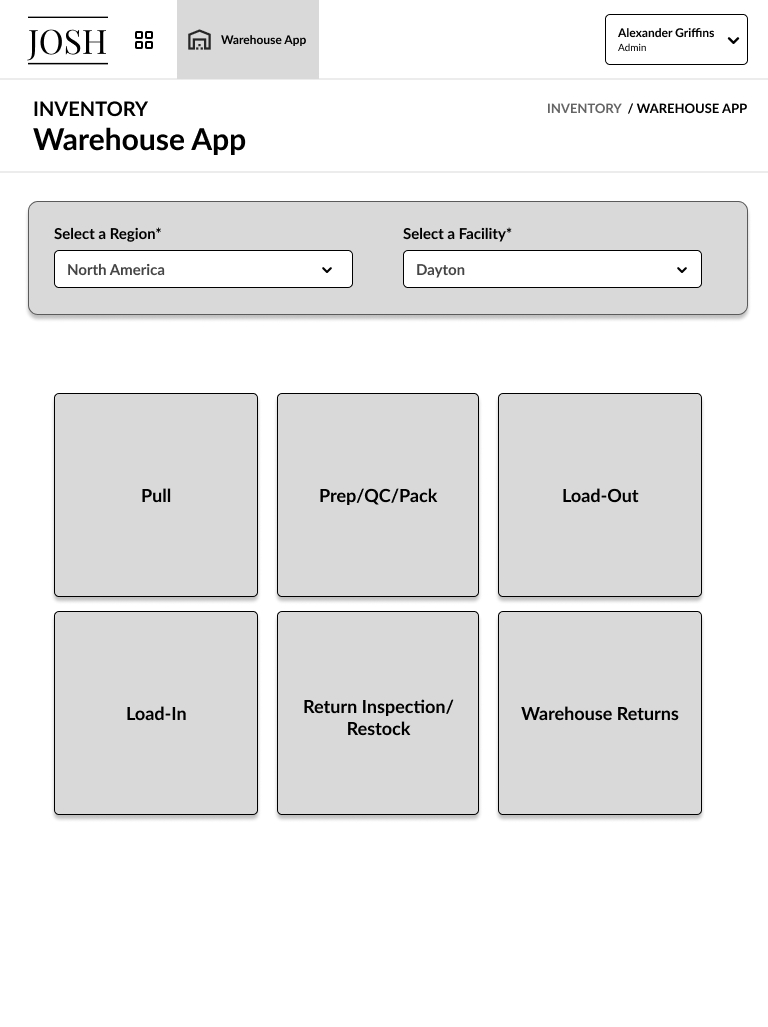 JOSH
Warehouse App
Alexander Griffins
Admin
INVENTORY
Warehouse App
INVENTORY / WAREHOUSE APP
Select a Region*
Select a Facility*
North America
Dayton
Pull
Prep/QC/Pack
Load-Out
Load-In
Return Inspection/
Restock
Warehouse Returns